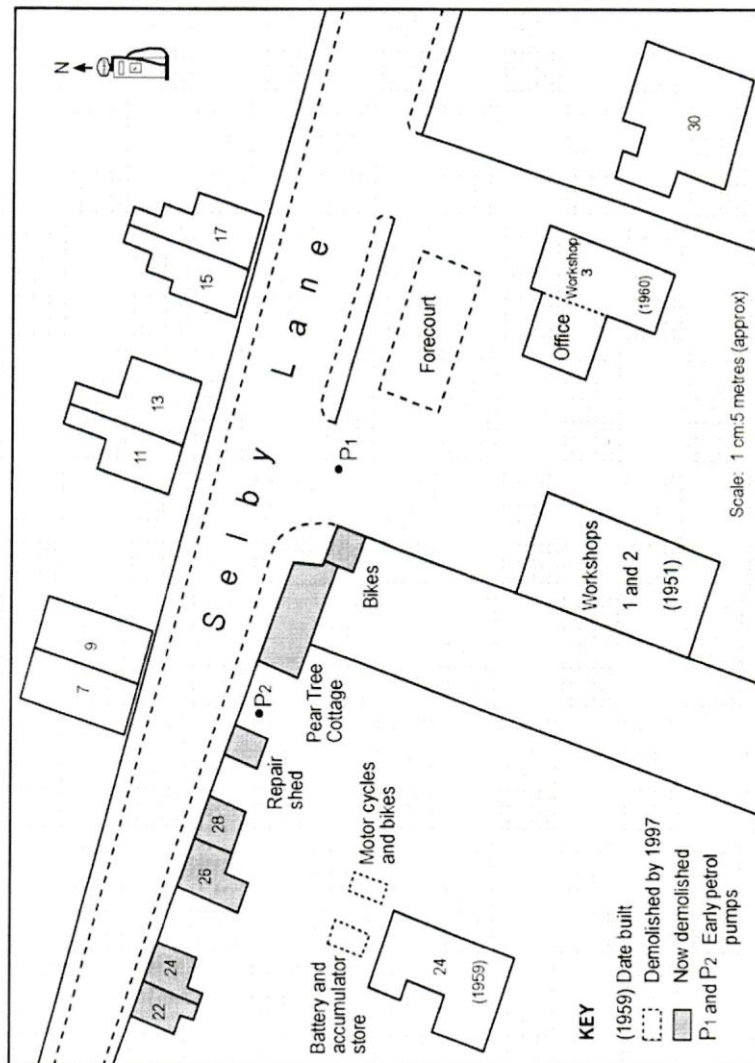 N
7
9
11
13
15
17
Selby Lane
22
24
26
28
Repair
shed
P2
Pear Tree
Cottage
Bikes
P1
Forecourt
Battery and
accumulator
store
Motor cycles
and bikes
24
(1959)
Workshops
1 and 2
(1951)
Office
Workshop
3
(1960)
30
KEY
(1959) Date built
Demolished by 1997
Now demolished
P1 and P2 Early petrol
pumps
Scale: 1 cm:5 metres (approx)